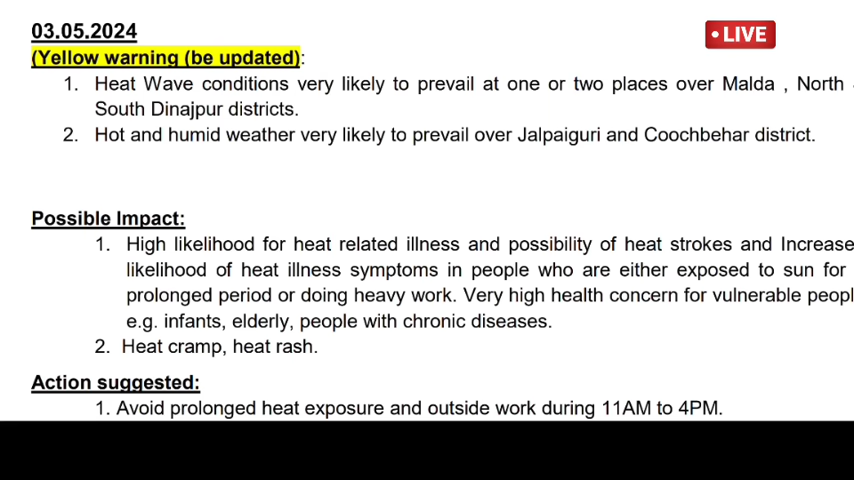 03.05.2024
• LIVE
(Yellow warning (be updated):
1. Heat Wave conditions very likely to prevail at one or two places over Malda , North
South Dinajpur districts.
2. Hot and humid weather very likely to prevail over Jalpaiguri and Coochbehar district.
Possible Impact:
1. High likelihood for heat related illness and possibility of heat strokes and Increase
likelihood of heat illness symptoms in people who are either exposed to sun for
prolonged period or doing heavy work. Very high health concern for vulnerable peopl
e.g. infants, elderly, people with chronic diseases.
2. Heat cramp, heat rash.
Action suggested:
1. Avoid prolonged heat exposure and outside work during 11AM to 4PM.